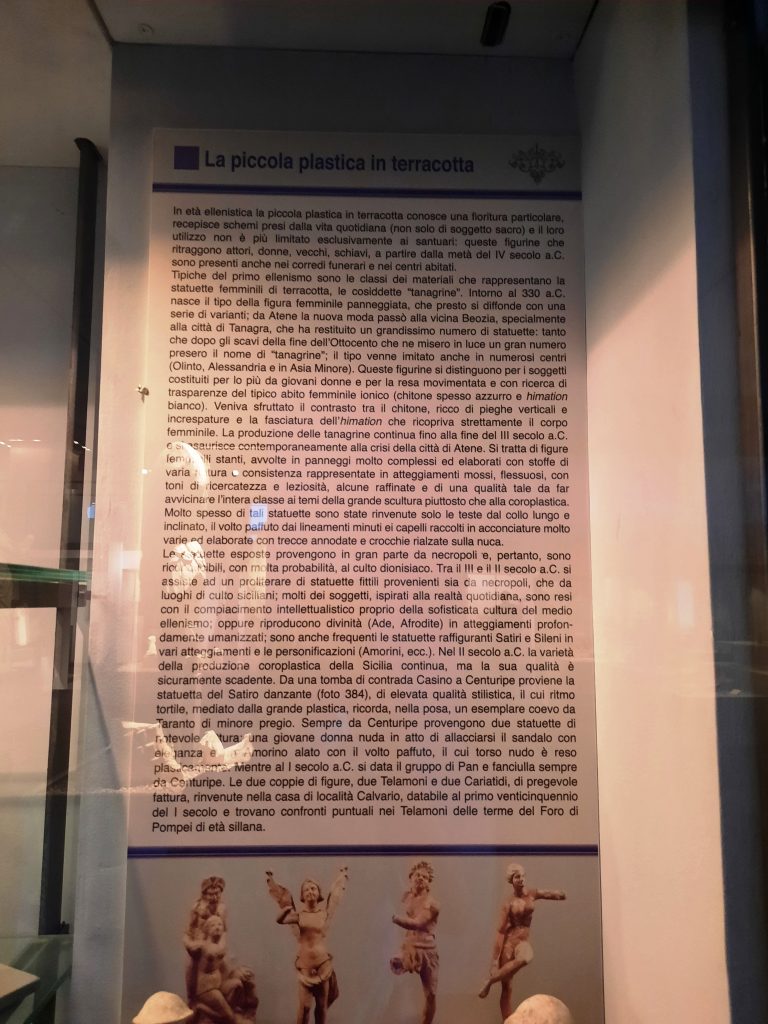 La piccola plastica in terracotta
In età ellenistica la piccola plastica in terracotta conosce una fioritura particolare,
recepisce schemi presi dalla vita quotidiana (non solo di soggetto sacro) e il loro
utilizzo non è più limitato esclusivamente ai santuari: queste figurine che
ritraggono attori, donne, vecchi, schiavi, a partire dalla metà del IV secolo a.C.
sono presenti anche nei corredi funerari e nei centri abitati.
Tipiche del primo ellenismo sono le classi dei materiali che rappresentano la
statuette femminili di terracotta, le cosiddette "tanagrine". Intorno al 330 a.C.
nasce il tipo della figura femminile panneggiata, che presto si diffonde con una
serie di varianti; da Atene la nuova moda passò alla vicina Beozia, specialmente
alla città di Tanagra, che ha restituito un grandissimo numero di statuette: tanto
che dopo gli scavi della fine dell'Ottocento che ne misero in luce un gran numero
presero il nome di "tanagrine"; il tipo venne imitato anche in numerosi centri
(Olinto, Alessandria e in Asia Minore). Queste figurine si distinguono per i soggetti
costituiti per lo più da giovani donne e per la resa movimentata e con ricerca di
trasparenze del tipico abito femminile ionico (chitone spesso azzurro e himation
bianco). Veniva sfruttato il contrasto tra il chitone, ricco di pieghe verticali e
increspature e la fasciatura dell'himation che ricopriva strettamente il corpo
femminile. La produzione delle tanagrine continua fino alla fine del III secolo a.C.
e si esaurisce contemporaneamente alla crisi della città di Atene. Si tratta di figure
stanti, avvolte in panneggi molto complessi ed elaborati con stoffe di
varia natura e consistenza rappresentate in atteggiamenti mossi, flessuosi, con
toni di ricercatezza e leziosità, alcune raffinate e di una qualità tale da far
avvicinare l'intera classe ai temi della grande scultura piuttosto che alla coroplastica.
Molto spesso di tali statuette sono state rinvenute solo le teste dal collo lungo e
inclinato, il volto paffuto dai lineamenti minuti ei capelli raccolti in acconciature molto
varie ed elaborate con trecce annodate e crocchie rialzate sulla nuca.
Le statuette esposte provengono in gran parte da necropoli e, pertanto, sono
con molta probabilità, al culto dionisiaco. Tra il III e il II secolo a.C. si
assiste ad un proliferare di statuette fittili provenienti sia da necropoli, che da
luoghi di culto siciliani; molti dei soggetti, ispirati alla realtà quotidiana, sono resi
con il compiacimento intellettualistico proprio della sofisticata cultura del medio
ellenismo; oppure riproducono divinità (Ade, Afrodite) in atteggiamenti profon-
damente umanizzati; sono anche frequenti le statuette raffiguranti Satiri e Sileni in
vari atteggiamenti e le personificazioni (Amorini, ecc.). Nel II secolo a.C. la varietà
della produzione coroplastica della Sicilia continua, ma la sua qualità è
sicuramente scadente. Da una tomba di contrada Casino a Centuripe proviene la
statuetta del Satiro danzante (foto 384), di elevata qualità stilistica, il cui ritmo
tortile, mediato dalla grande plastica, ricorda, nella posa, un esemplare coevo da
Taranto di minore pregio. Sempre da Centuripe provengono due statuette di
notevole fattura: una giovane donna nuda in atto di allacciarsi il sandalo con
eleganza e un Amorino alato con il volto paffuto, il cui torso nudo è reso
plasticamente. Mentre al I secolo a.C. si data il gruppo di Pan e fanciulla sempre
da Centuripe. Le due coppie di figure, due Telamoni e due Cariatidi, di pregevole
fattura, rinvenute nella casa di località Calvario, databile al primo venticinquennio
del I secolo e trovano confronti puntuali nei Telamoni delle terme del Foro di
Pompei di età sillana.